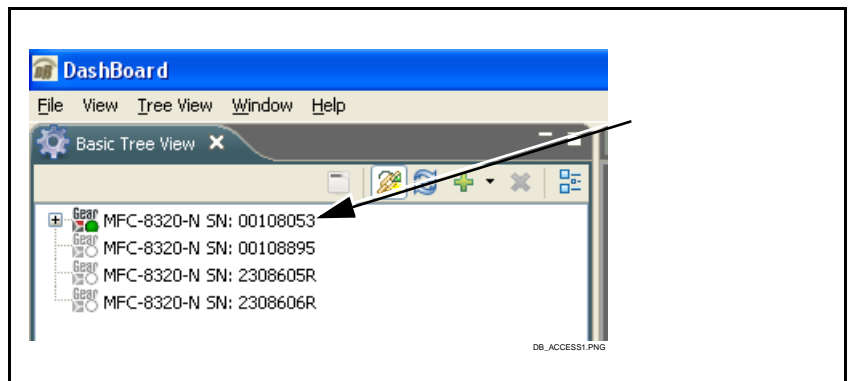 DashBoard
File View Tree View Window Help
Basic Tree View
Gear MFC-8320-N SN: 00108053
Gear MFC-8320-N SN: 00108895
Gear MFC-8320-N SN: 2308605R
Gear MFC-8320-N SN: 2308606R
DB_ACCESS1.PNG